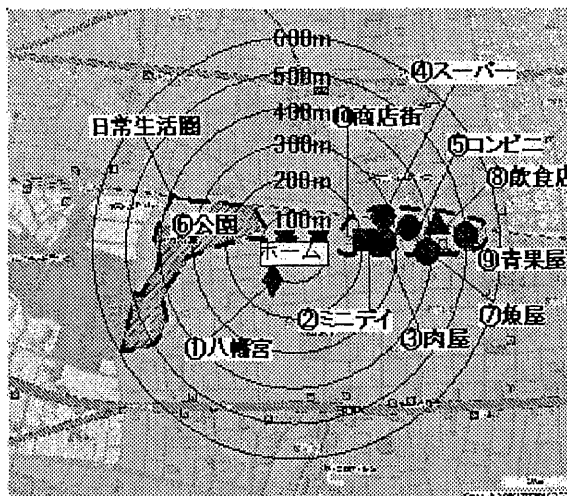 600m
500m
④スーパー
400m
⑩商店街
日常生活圏
300m
⑤コンビニ
200m
⑧飲食店
⑥公園
100m
ホーム
⑨青果屋
②ミニデイ
⑦魚屋
①八幡宮
③肉屋